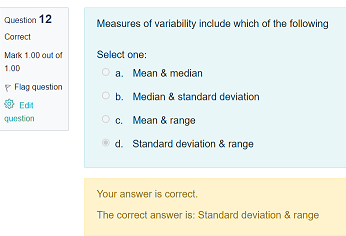 Question 12
Correct
Mark 1.00 out of
1.00
Flag question
Edit
question
Measures of variability include which of the following
Select one:
a. Mean & median
b. Median & standard deviation
c. Mean & range
d. Standard deviation & range
Your answer is correct.
The correct answer is: Standard deviation & range